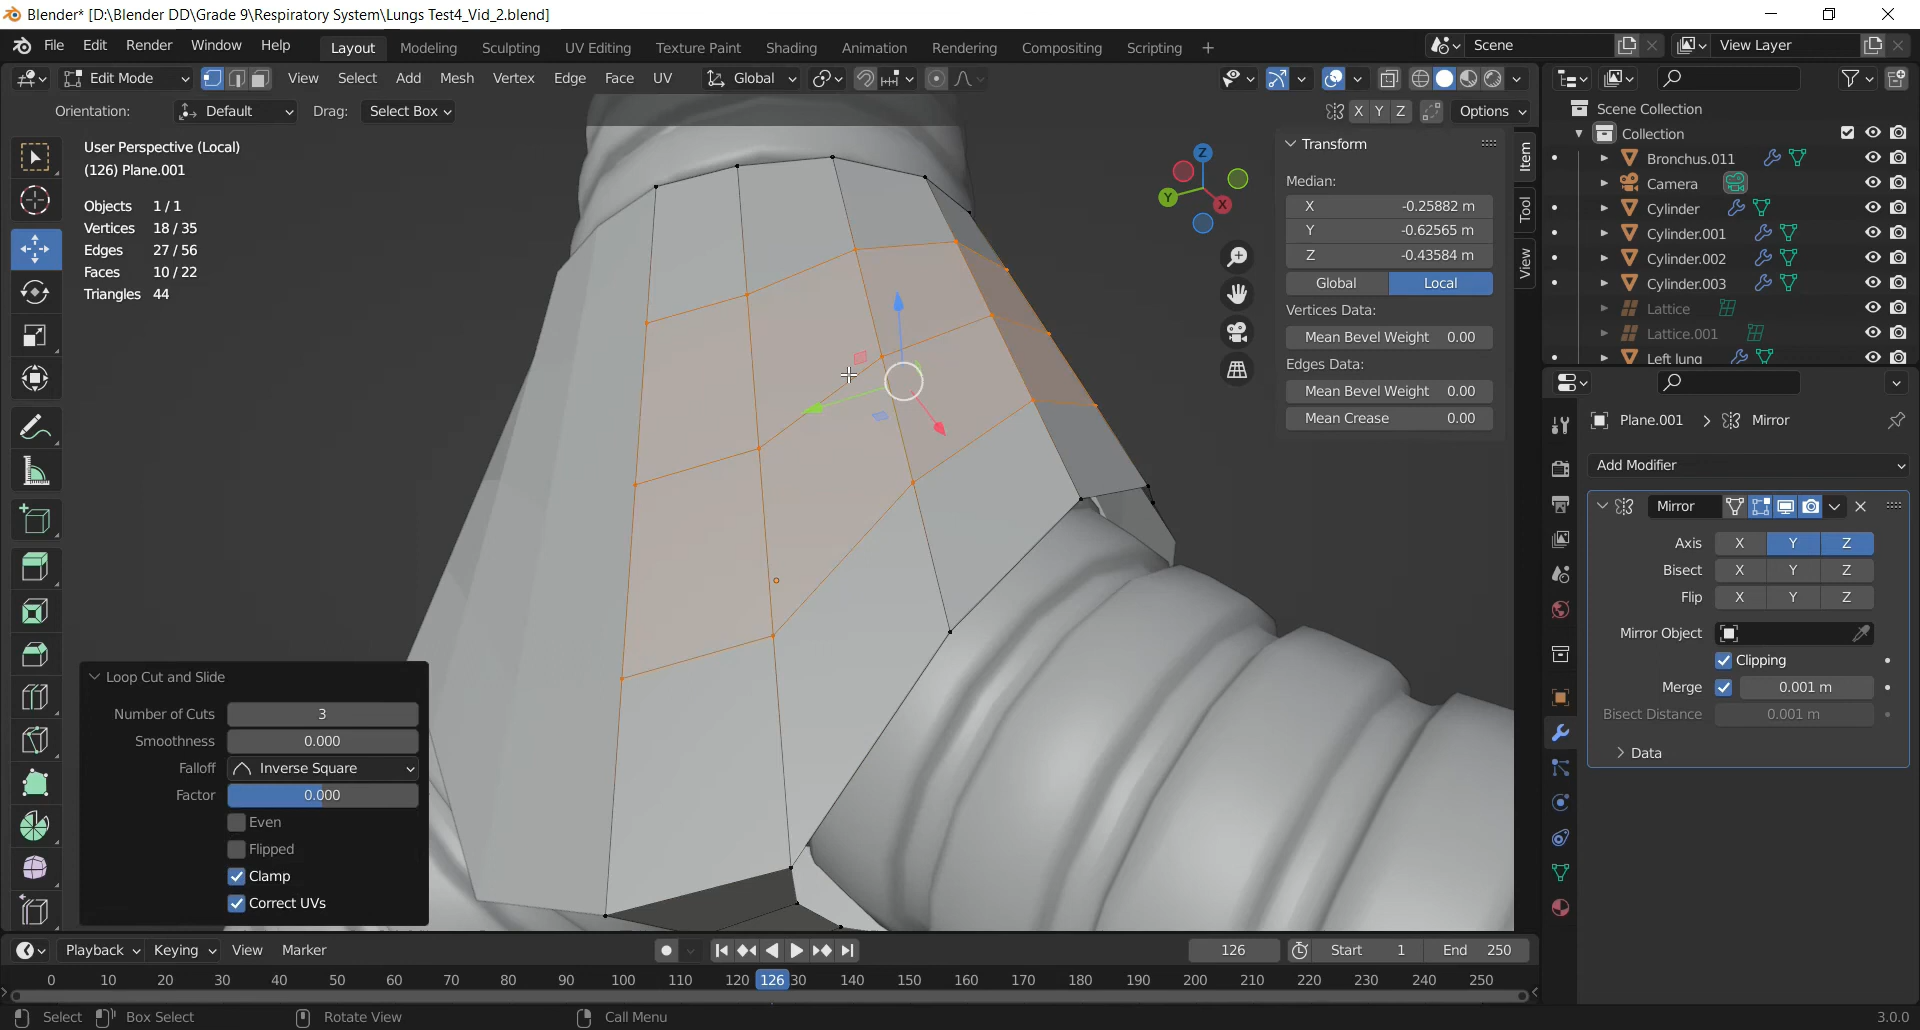 Blender* [D:\Blender DD\Grade 9\Respiratory System\Lungs Test4_Vid_2.blend]
File Edit Render Window Help Layout Modeling Sculpting UV Editing Texture Paint Shading Animation Rendering Compositing Scripting + Scene View Layer
Edit Mode View Select Add Mesh Vertex Edge Face UV Global
Orientation: Default Drag: Select Box X Y Z Options
User Perspective (Local)
(126) Plane.001
Objects 1/1
Vertices 18/35
Edges 27/56
Faces 10/22
Triangles 44
Z
Y
X
Transform
Median:
X -0.25882 m
Y -0.62565 m
Z -0.43584 m
Global Local
Vertices Data:
Mean Bevel Weight 0.00
Edges Data:
Mean Bevel Weight 0.00
Mean Crease 0.00
Item
Tool
View
Scene Collection
Collection
Bronchus.011
Camera
Cylinder
Cylinder.001
Cylinder.002
Cylinder.003
Lattice
Lattice.001
Left lung
Plane.001 > Mirror
Add Modifier
Mirror
Axis X Y Z
Bisect X Y Z
Flip X Y Z
Mirror Object
Clipping
Merge 0.001 m
Bisect Distance 0.001 m
Data
Loop Cut and Slide
Number of Cuts 3
Smoothness 0.000
Falloff Inverse Square
Factor 0.000
Even
Flipped
Clamp
Correct UVs
Playback Keying View Marker 126 Start 1 End 250
0 10 20 30 40 50 60 70 80 90 100 110 120 126 30 140 150 160 170 180 190 200 210 220 230 240 250
Select Box Select Rotate View Call Menu 3.0.0